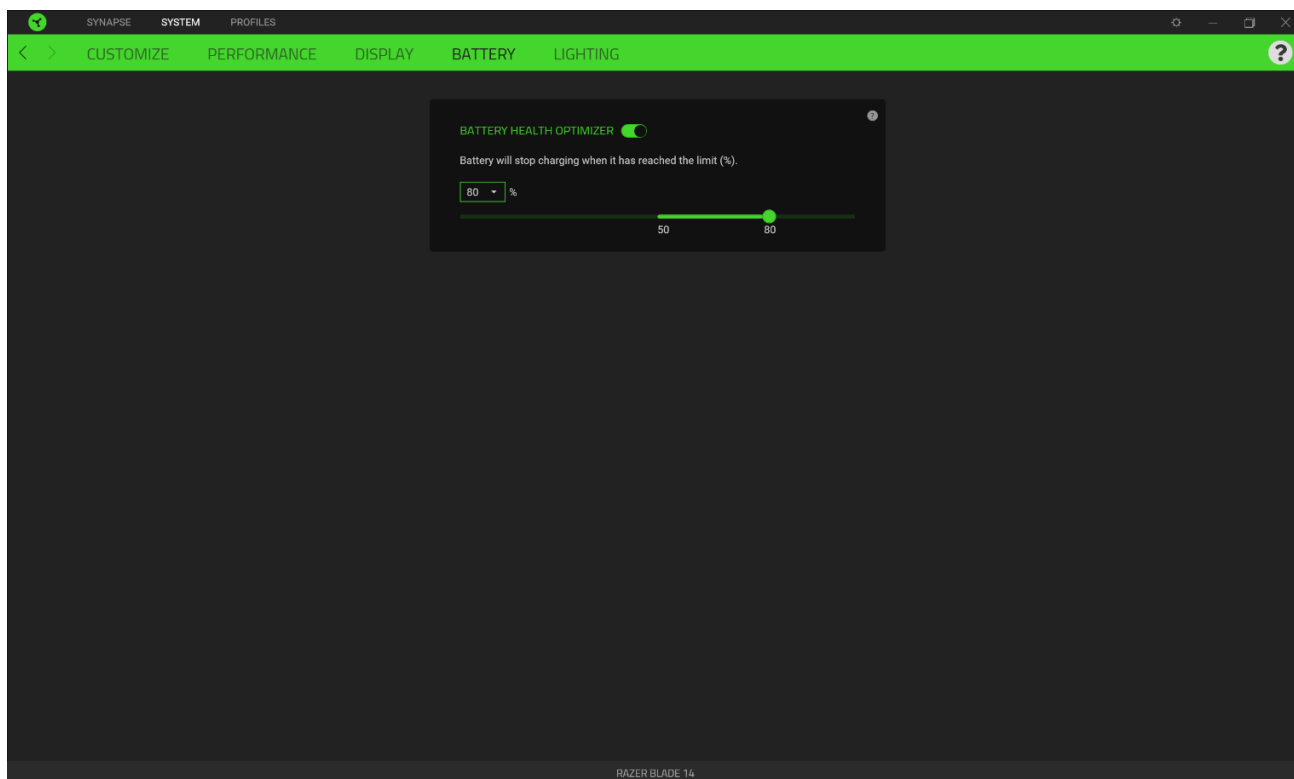 SYNAPSE SYSTEM PROFILES
CUSTOMIZE PERFORMANCE DISPLAY BATTERY LIGHTING ?
?
BATTERY HEALTH OPTIMIZER
Battery will stop charging when it has reached the limit (%).
80 %
50 80
RAZER BLADE 14